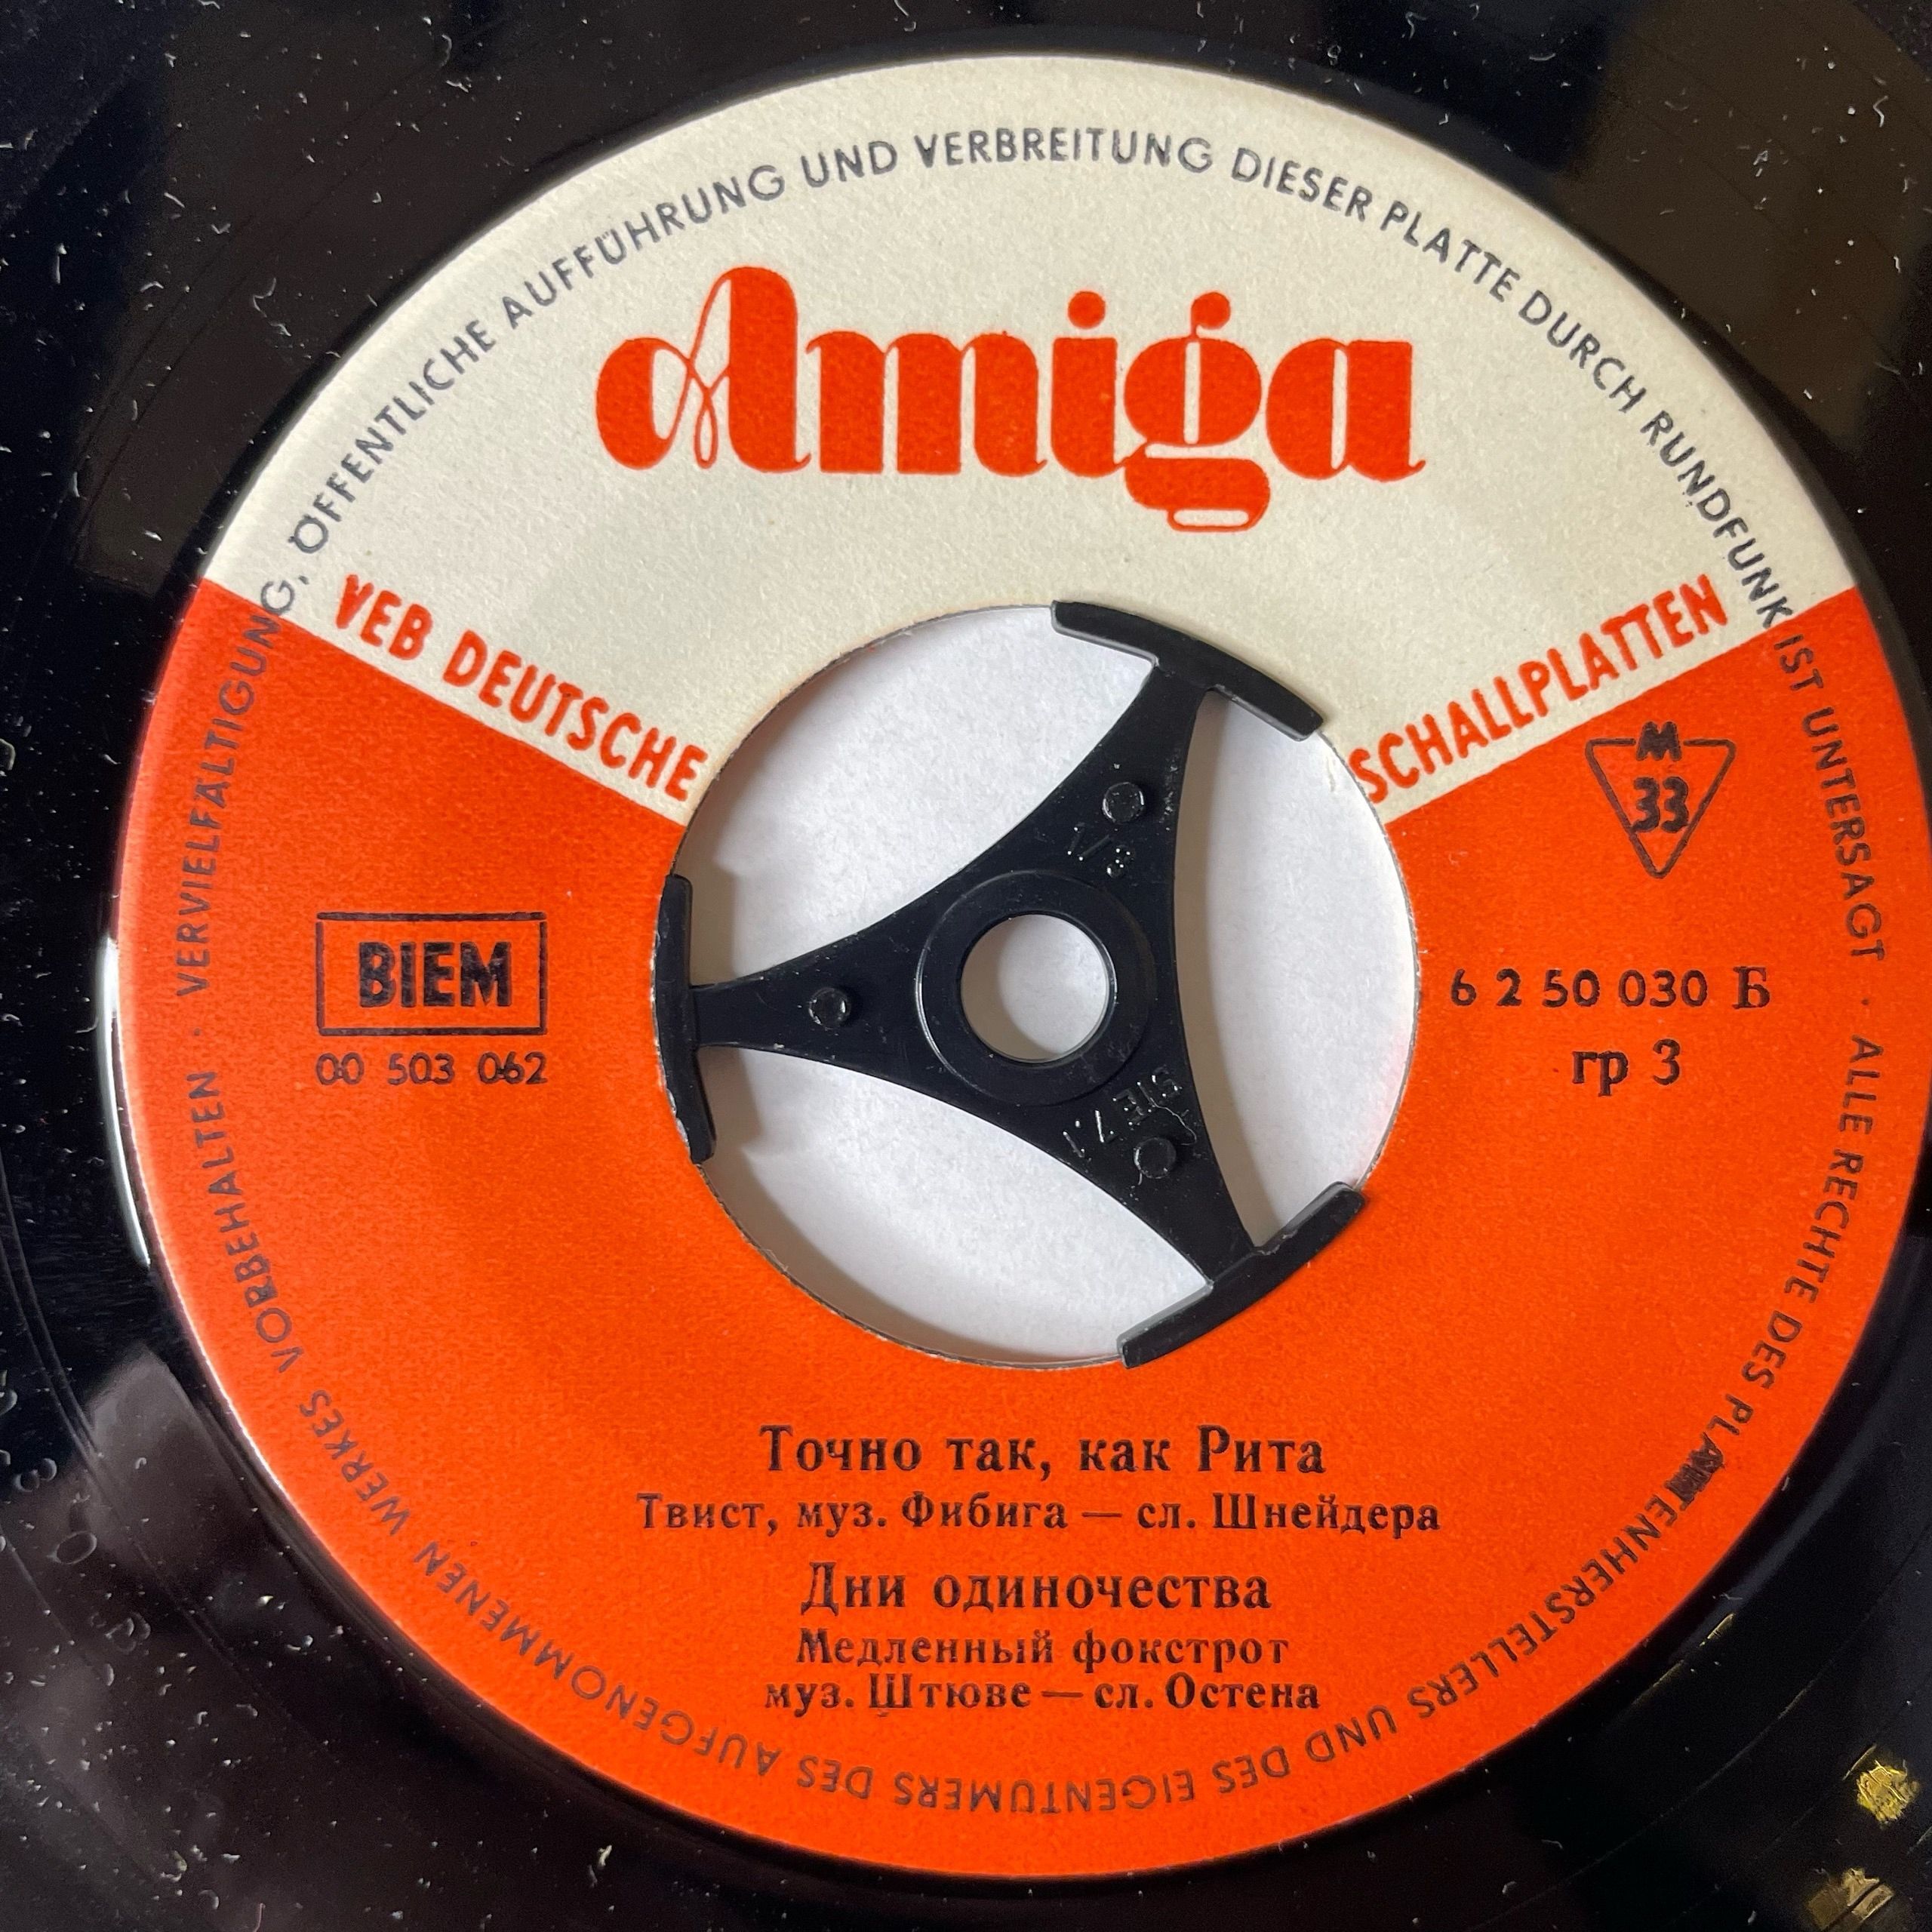 VERVIELFÄLTIGUNG, ÖFFENTLICHE AUFFÜHRUNG UND VERBREITUNG DIESER PLATTE DURCH RUNDFUNK IST UNTERSAGT · ALLE RECHTE DES PLATTENHERSTELLERS UND DES EIGENTÜMERS DES AUFGENOMMENEN WERKES VORBEHALTEN ·
Amiga
VEB DEUTSCHE SCHALLPLATTEN
M
33
BIEM
00 503 062
6 2 50 030 Б
гр 3
Точно так, как Рита
Твист, муз. Фибига — сл. Шнейдера
Дни одиночества
Медленный фокстрот
муз. Штюве — сл. Остена